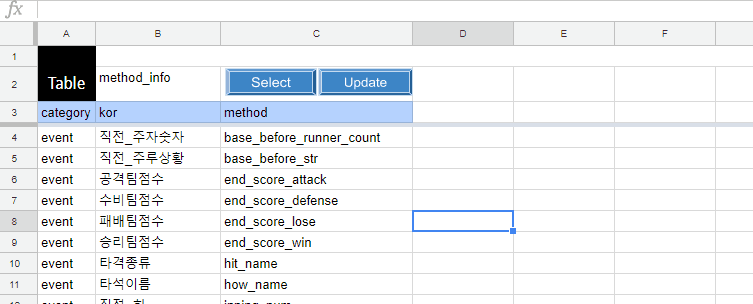 fx
A B C D E F
1
2 Table method_info Select Update
3 category kor method
4 event 직전_주자숫자 base_before_runner_count
5 event 직전_주루상황 base_before_str
6 event 공격팀점수 end_score_attack
7 event 수비팀점수 end_score_defense
8 event 패배팀점수 end_score_lose
9 event 승리팀점수 end_score_win
10 event 타격종류 hit_name
11 event 타석이름 how_name